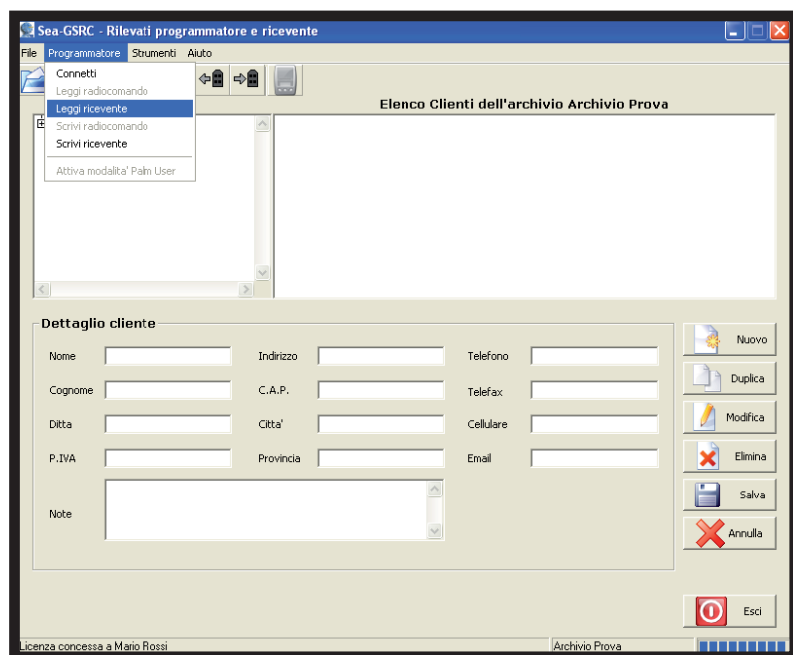 Sea-GSRC - Rilevati programmatore e ricevente
File Programmatore Strumenti Aiuto
Connetti
Leggi radiocomando
Leggi ricevente
Scrivi radiocomando
Scrivi ricevente
Attiva modalita' Palm User
Elenco Clienti dell'archivio Archivio Prova
Dettaglio cliente
Nome Indirizzo Telefono
Cognome C.A.P. Telefax
Ditta Citta' Cellulare
P.IVA Provincia Email
Note
Nuovo
Duplica
Modifica
Elimina
Salva
Annulla
Esci
Licenza concessa a Mario Rossi Archivio Prova